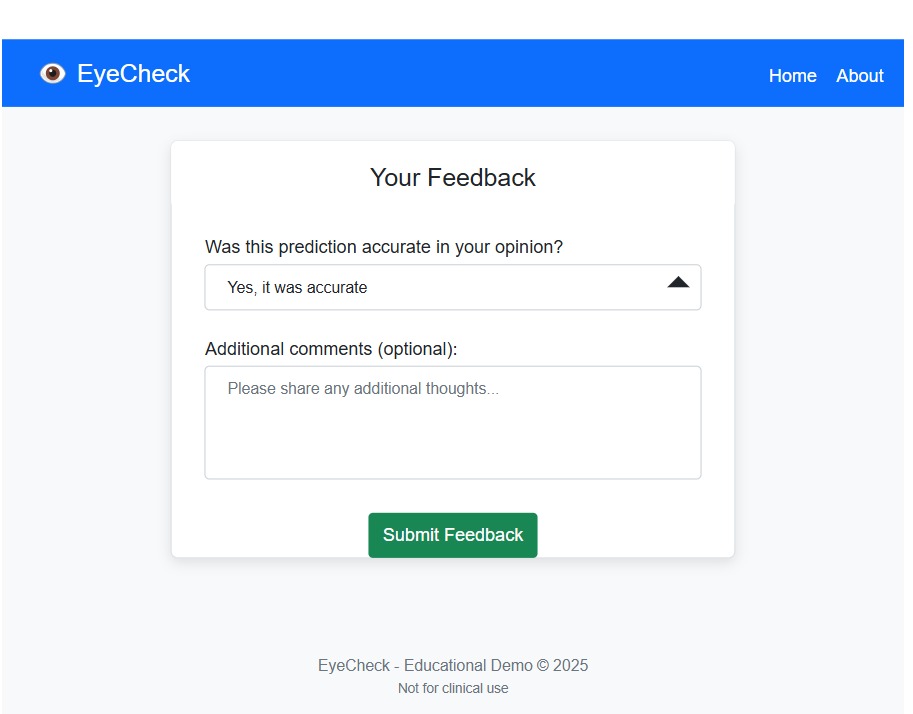 EyeCheck
Home About
Your Feedback
Was this prediction accurate in your opinion?
Yes, it was accurate
Additional comments (optional):
Please share any additional thoughts...
Submit Feedback
EyeCheck - Educational Demo © 2025
Not for clinical use